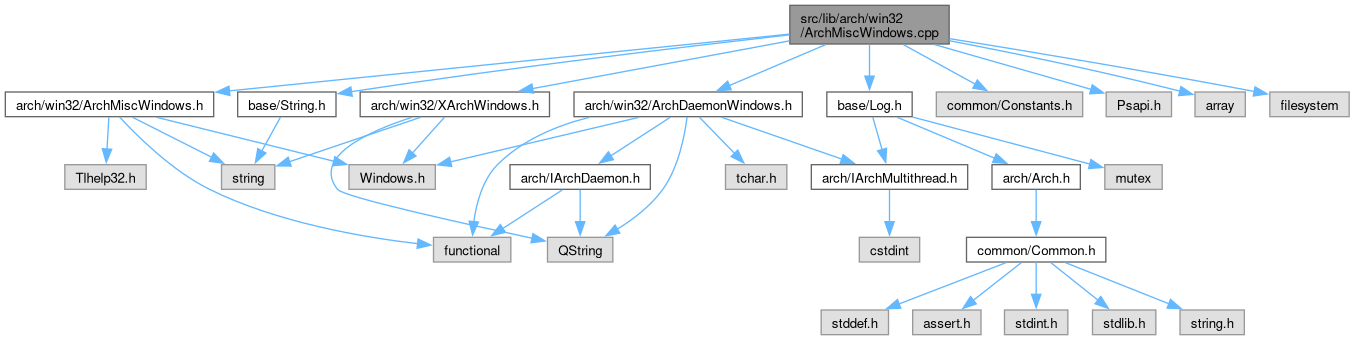 src/lib/arch/win32
/ArchMiscWindows.cpp
arch/win32/ArchMiscWindows.h
base/String.h
arch/win32/XArchWindows.h
arch/win32/ArchDaemonWindows.h
base/Log.h
common/Constants.h
Psapi.h
array
filesystem
Tlhelp32.h
string
Windows.h
arch/IArchDaemon.h
tchar.h
arch/IArchMultithread.h
arch/Arch.h
mutex
functional
QString
cstdint
common/Common.h
stddef.h
assert.h
stdint.h
stdlib.h
string.h